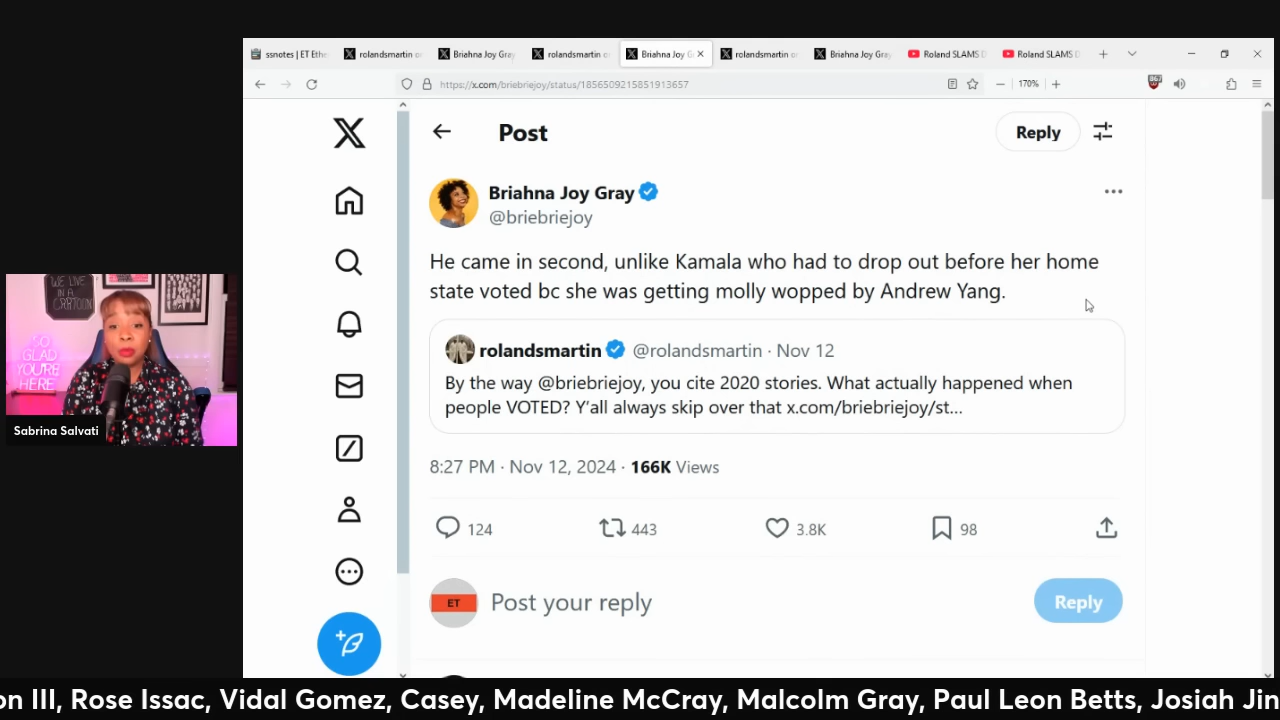 ssnotes | ET Ethe
rolandsmartin o
Briahna Joy Gray
rolandsmartin o
Briahna Joy G
rolandsmartin o
Briahna Joy Gray
Roland SLAMS D
Roland SLAMS D
https://x.com/briebriejoy/status/1856509215851913657
170%
Post
Reply
Briahna Joy Gray
@briebriejoy
He came in second, unlike Kamala who had to drop out before her home
state voted bc she was getting molly wopped by Andrew Yang.
rolandsmartin @rolandsmartin · Nov 12
By the way @briebriejoy, you cite 2020 stories. What actually happened when
people VOTED? Y'all always skip over that x.com/briebriejoy/st...
8:27 PM · Nov 12, 2024 · 166K Views
124
443
3.8K
98
ET
Post your reply
Reply
WE LIVE
IN A
CARTOON
SO
GLAD
YOU'RE
HERE
Sabrina Salvati
on III, Rose Issac, Vidal Gomez, Casey, Madeline McCray, Malcolm Gray, Paul Leon Betts, Josiah Jin